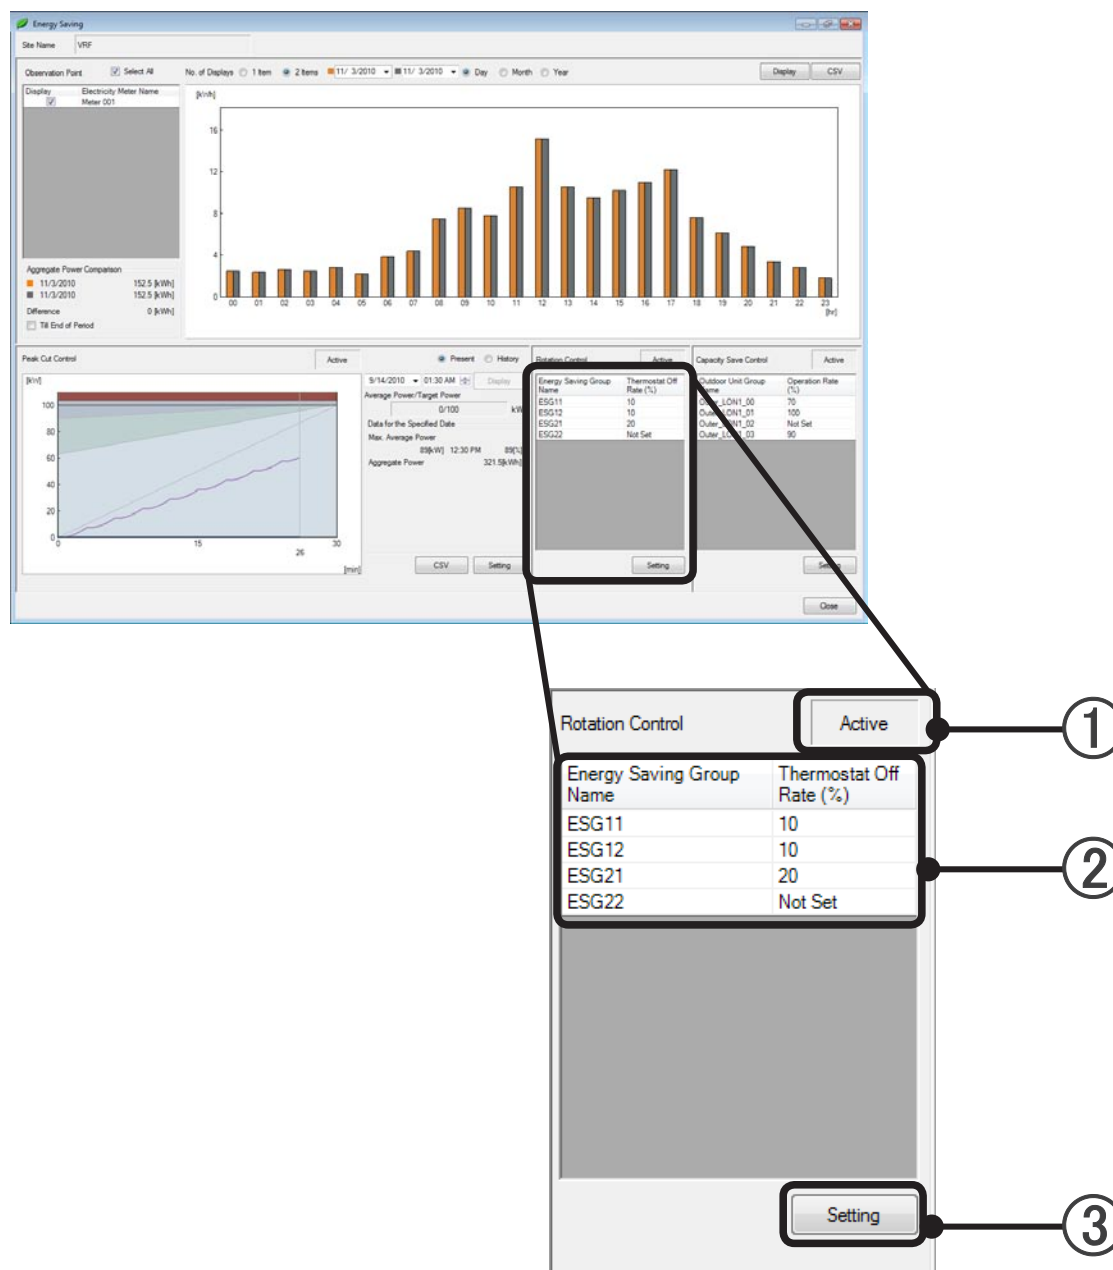 Energy Saving
Site Name VRF
Observation Point Select All No. of Displays 1 Item 2 Items 11/ 3/2010 11/ 3/2010 Day Month Year Display CSV
Display Electricity Meter Name
Meter 001
[kWh]
16
12
8
4
0
00 01 02 03 04 05 06 07 08 09 10 11 12 13 14 15 16 17 18 19 20 21 22 23
[hr]
Aggregate Power Comparison
11/3/2010 152.5 [kWh]
11/3/2010 152.5 [kWh]
Difference 0 [kWh]
Till End of Period
Peak Cut Control Active
[kW]
100
80
60
40
20
0
0 15 26 30
[min]
Present History
9/14/2010 01:30 AM Display
Average Power/Target Power
0/100 kW
Data for the Specified Date
Max. Average Power
89[kW] 12:30 PM 89[%]
Aggregate Power 321.5[kWh]
CSV Setting
Rotation Control Active
Energy Saving Group Name Thermostat Off Rate (%)
ESG11 10
ESG12 10
ESG21 20
ESG22 Not Set
Setting
Capacity Save Control Active
Outdoor Unit Group Name Operation Rate (%)
Outer_LON1_00 70
Outer_LON1_01 100
Outer_LON1_02 Not Set
Outer_LON1_03 90
Setting
Close
Rotation Control Active
1
Energy Saving Group Thermostat Off
Name Rate (%)
ESG11 10
ESG12 10
ESG21 20
ESG22 Not Set
2
Setting
3